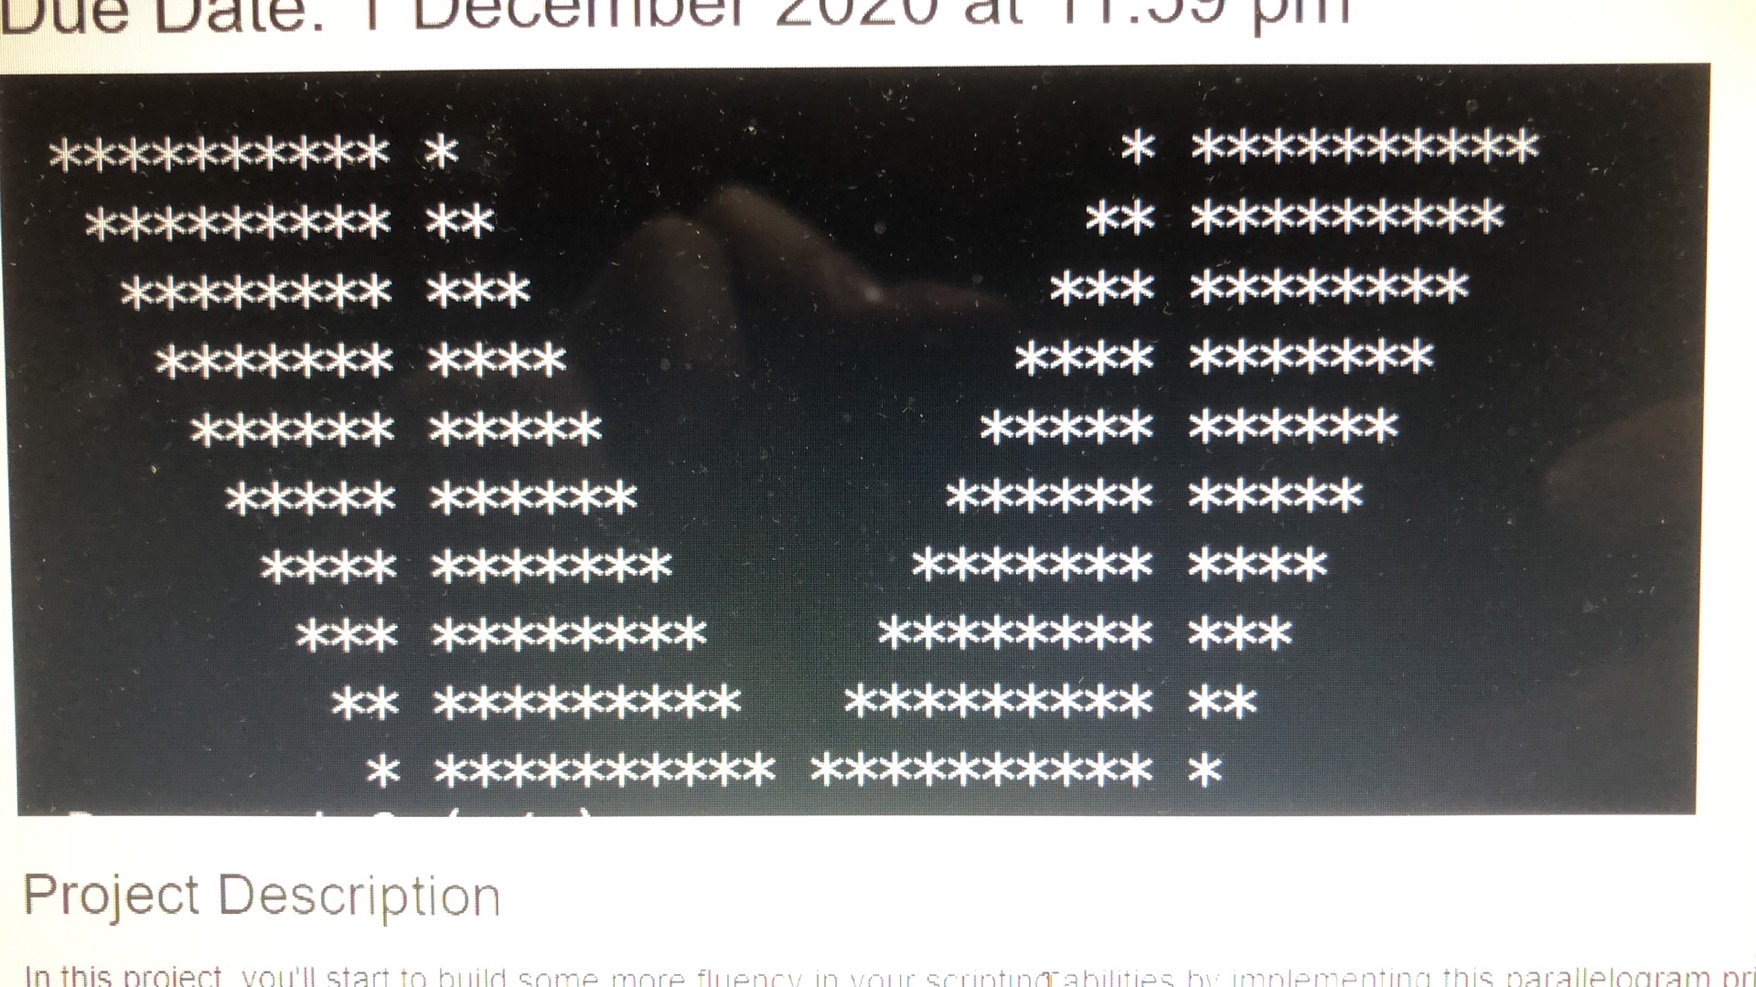 Due Date: 1 December 2020 at 11:59 pm
********** *                    * **********
 ********* **                  ** *********
  ******** ***                *** ********
   ******* ****              **** *******
    ****** *****            ***** ******
     ***** ******          ****** *****
      **** *******        ******* ****
       *** ********      ******** ***
        ** *********   ********* **
         * ********** ********** *
Project Description
In this project, you'll start to build some more fluency in your scripting abilities by implementing this parallelogram